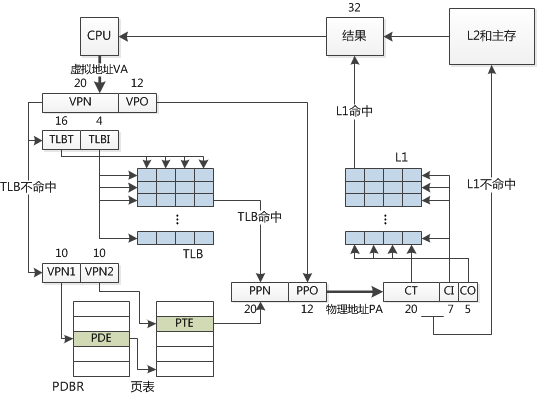 32
CPU
结果
L2和主存
虚拟地址VA
20
12
VPN
VPO
L1命中
16
4
TLBT
TLBI
L1
TLB不命中
L1不命中
⋮
⋮
TLB命中
TLB
10
10
VPN1
VPN2
PPN
PPO
CT
CI
CO
20
12
物理地址PA
20
7
5
PTE
PDE
PDBR
页表